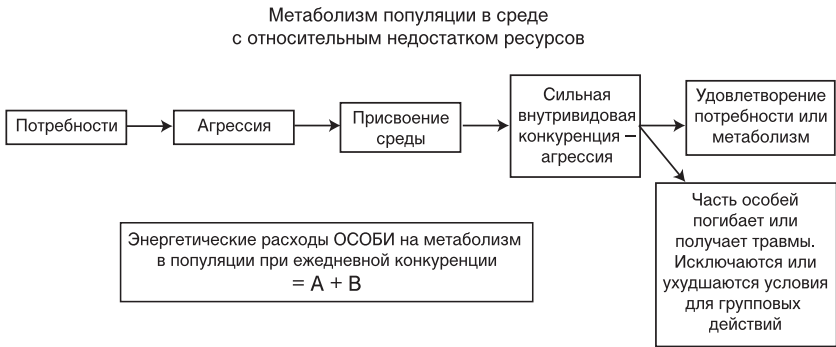 Метаболизм популяции в среде
с относительным недостатком ресурсов
Потребности
Агрессия
Присвоение
среды
Сильная
внутривидовая
конкуренция –
агрессия
Удовлетворение
потребности или
метаболизм
Часть особей
погибает или
получает травмы.
Исключаются или
ухудшаются условия
для групповых
действий
Энергетические расходы ОСОБИ на метаболизм
в популяции при ежедневной конкуренции
= А + В